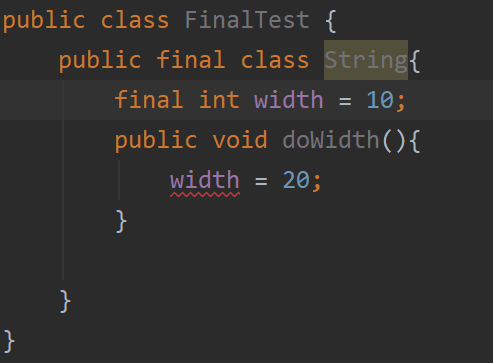 public class FinalTest {
    public final class String{
        final int width = 10;
        public void doWidth(){
            width = 20;
        }
    }
}